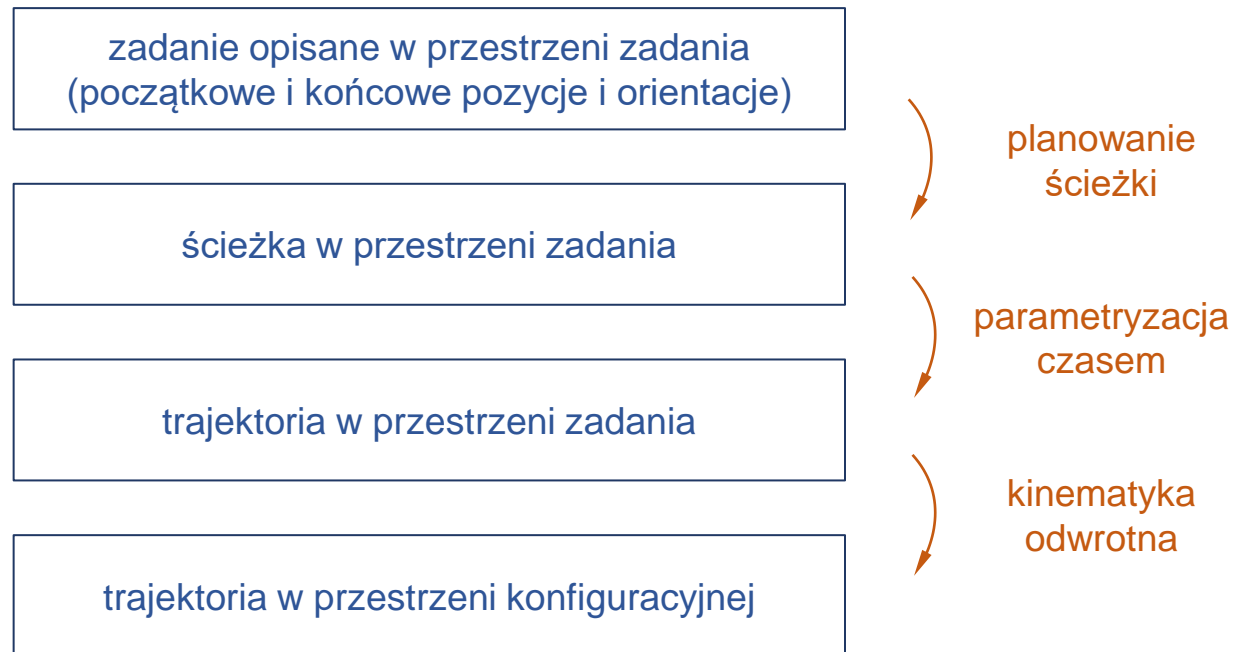 zadanie opisane w przestrzeni zadania
(początkowe i końcowe pozycje i orientacje)
planowanie
ścieżki
ścieżka w przestrzeni zadania
parametryzacja
czasem
trajektoria w przestrzeni zadania
kinematyka
odwrotna
trajektoria w przestrzeni konfiguracyjnej